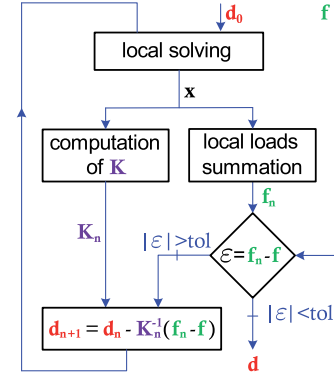 d₀
f
local solving
x
computation
of K
local loads
summation
Kₙ
fₙ
|ε|>tol
ε=fₙ-f
dₙ₊₁ = dₙ - Kₙ⁻¹(fₙ-f)
|ε|<tol
d